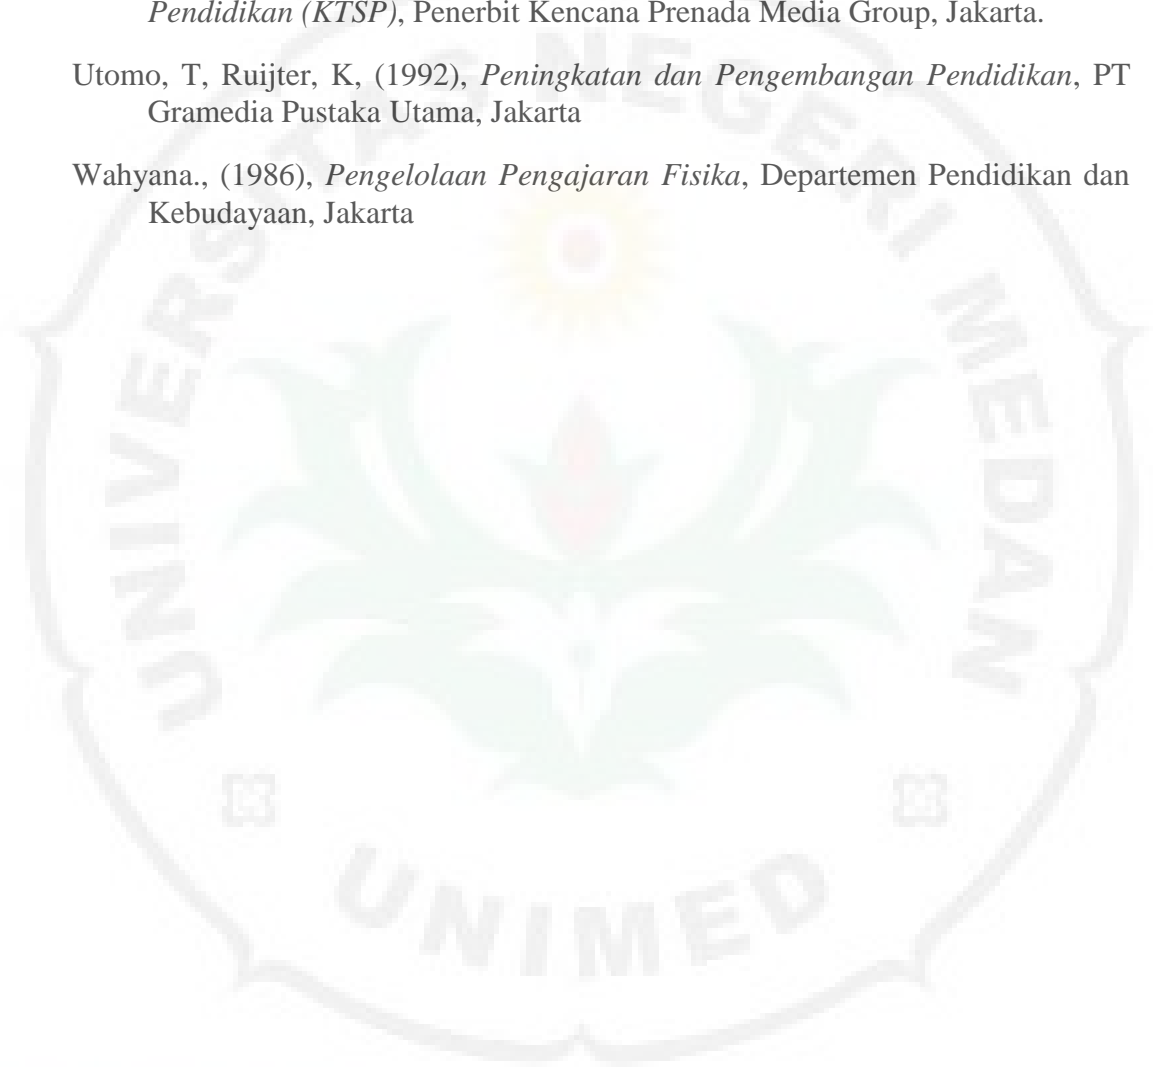 Pendidikan (KTSP), Penerbit Kencana Prenada Media Group, Jakarta.
Utomo, T, Ruijter, K, (1992), Peningkatan dan Pengembangan Pendidikan, PT
Gramedia Pustaka Utama, Jakarta
Wahyana., (1986), Pengelolaan Pengajaran Fisika, Departemen Pendidikan dan
Kebudayaan, Jakarta
UNIVERSITAS NEGERI MEDAN
UNIMED